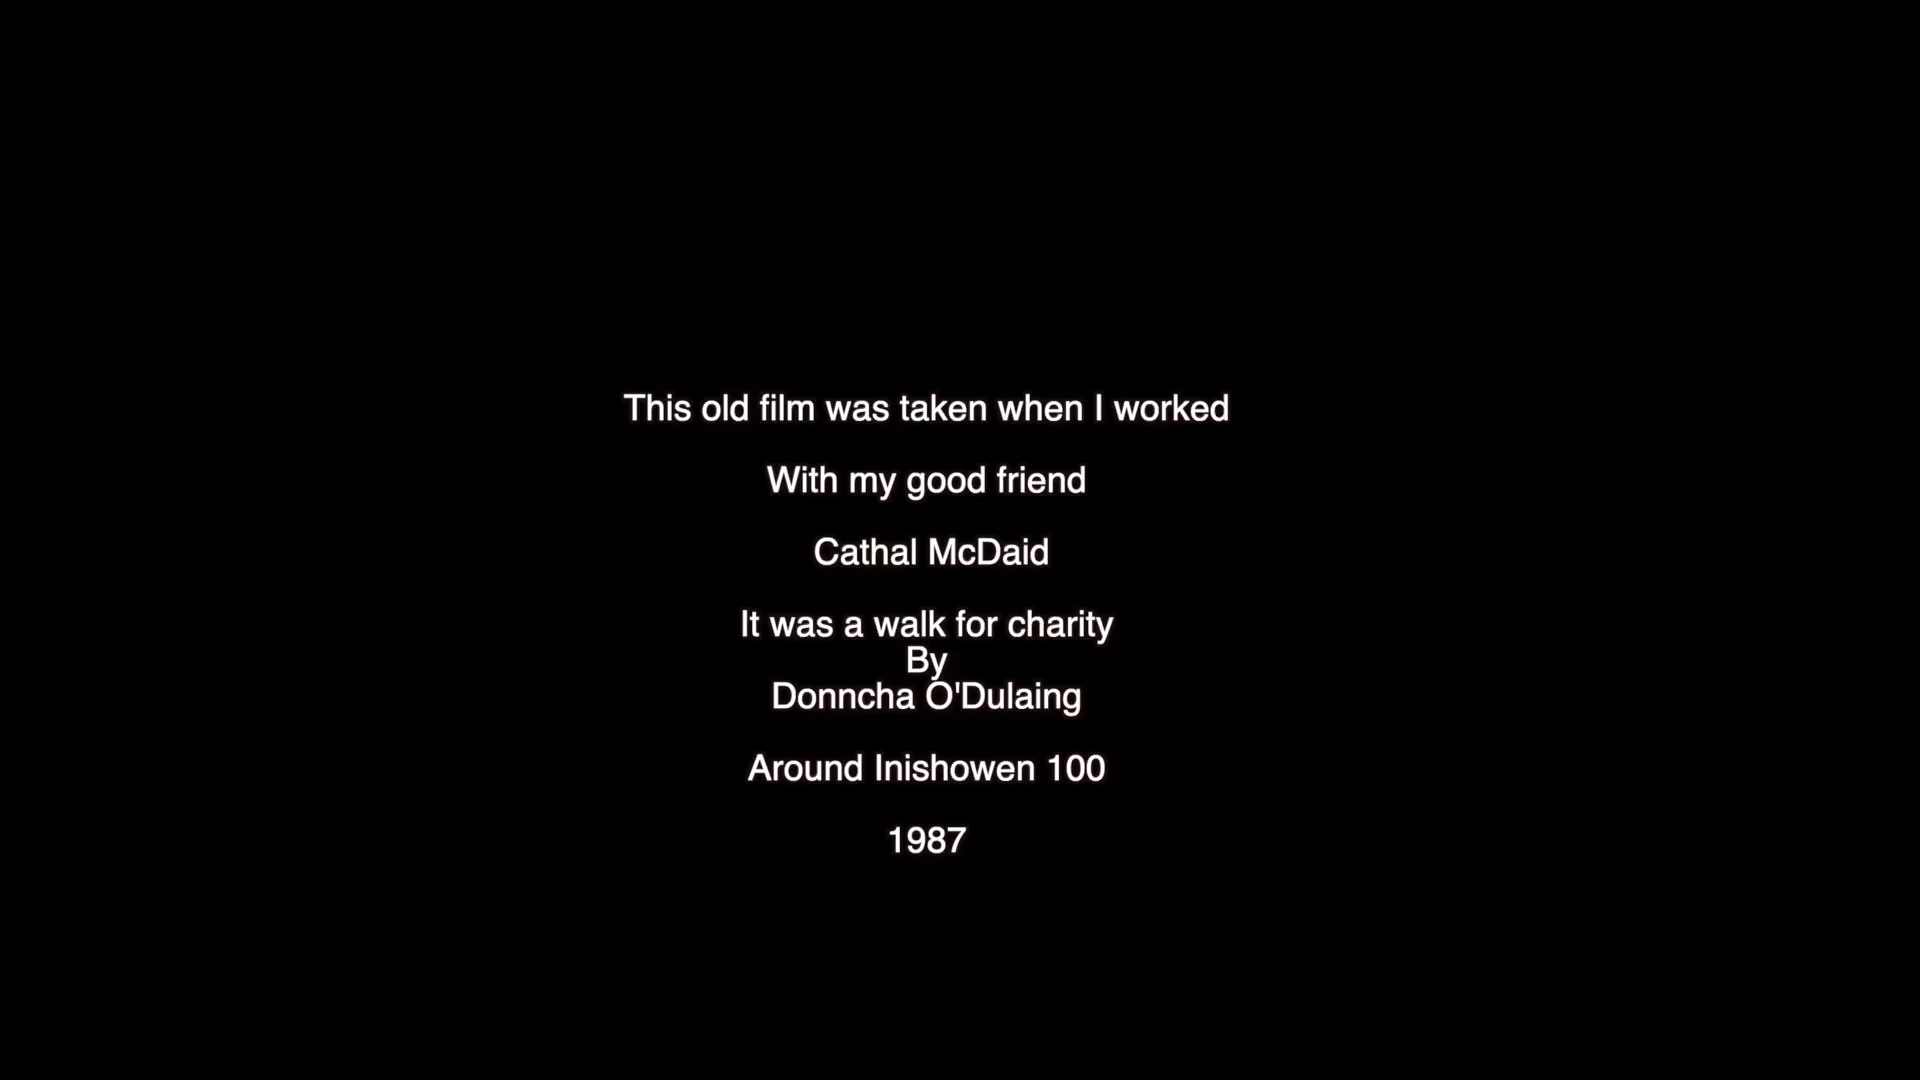 This old film was taken when I worked
With my good friend
Cathal McDaid
It was a walk for charity
By
Donncha O'Dulaing
Around Inishowen 100
1987